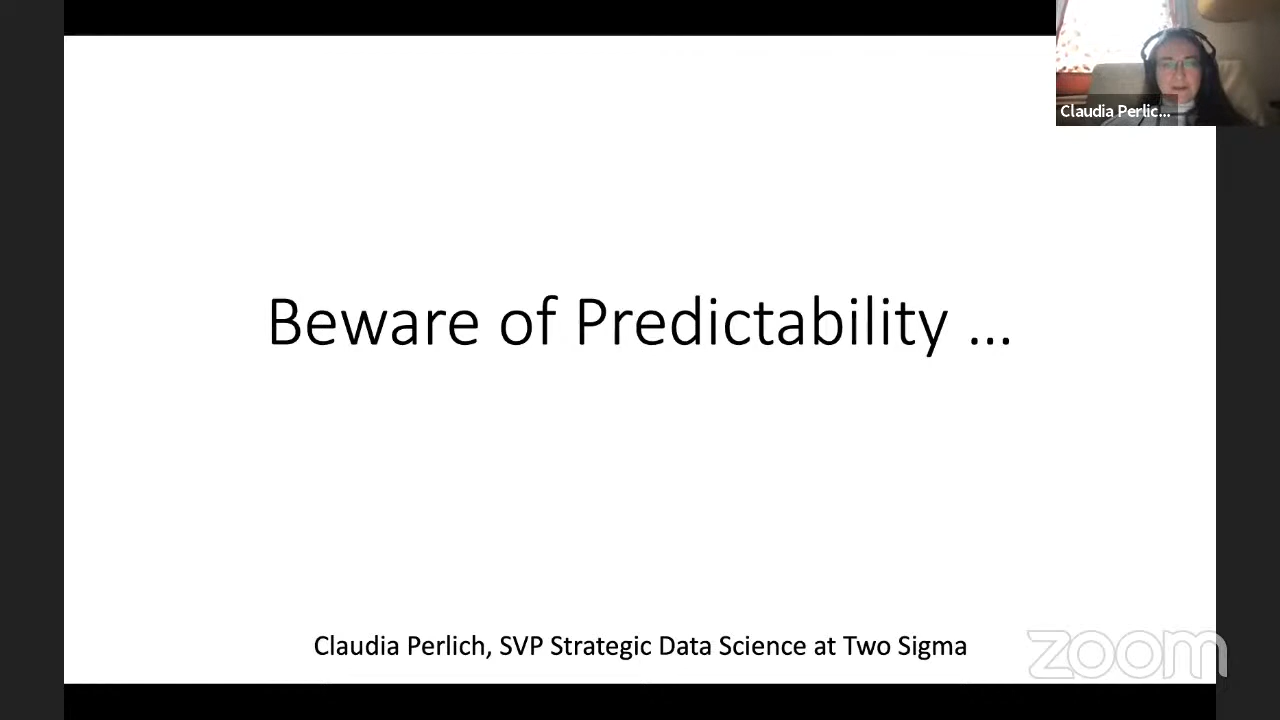 Claudia Perlic...
Beware of Predictability ...
Claudia Perlich, SVP Strategic Data Science at Two Sigma
zoom